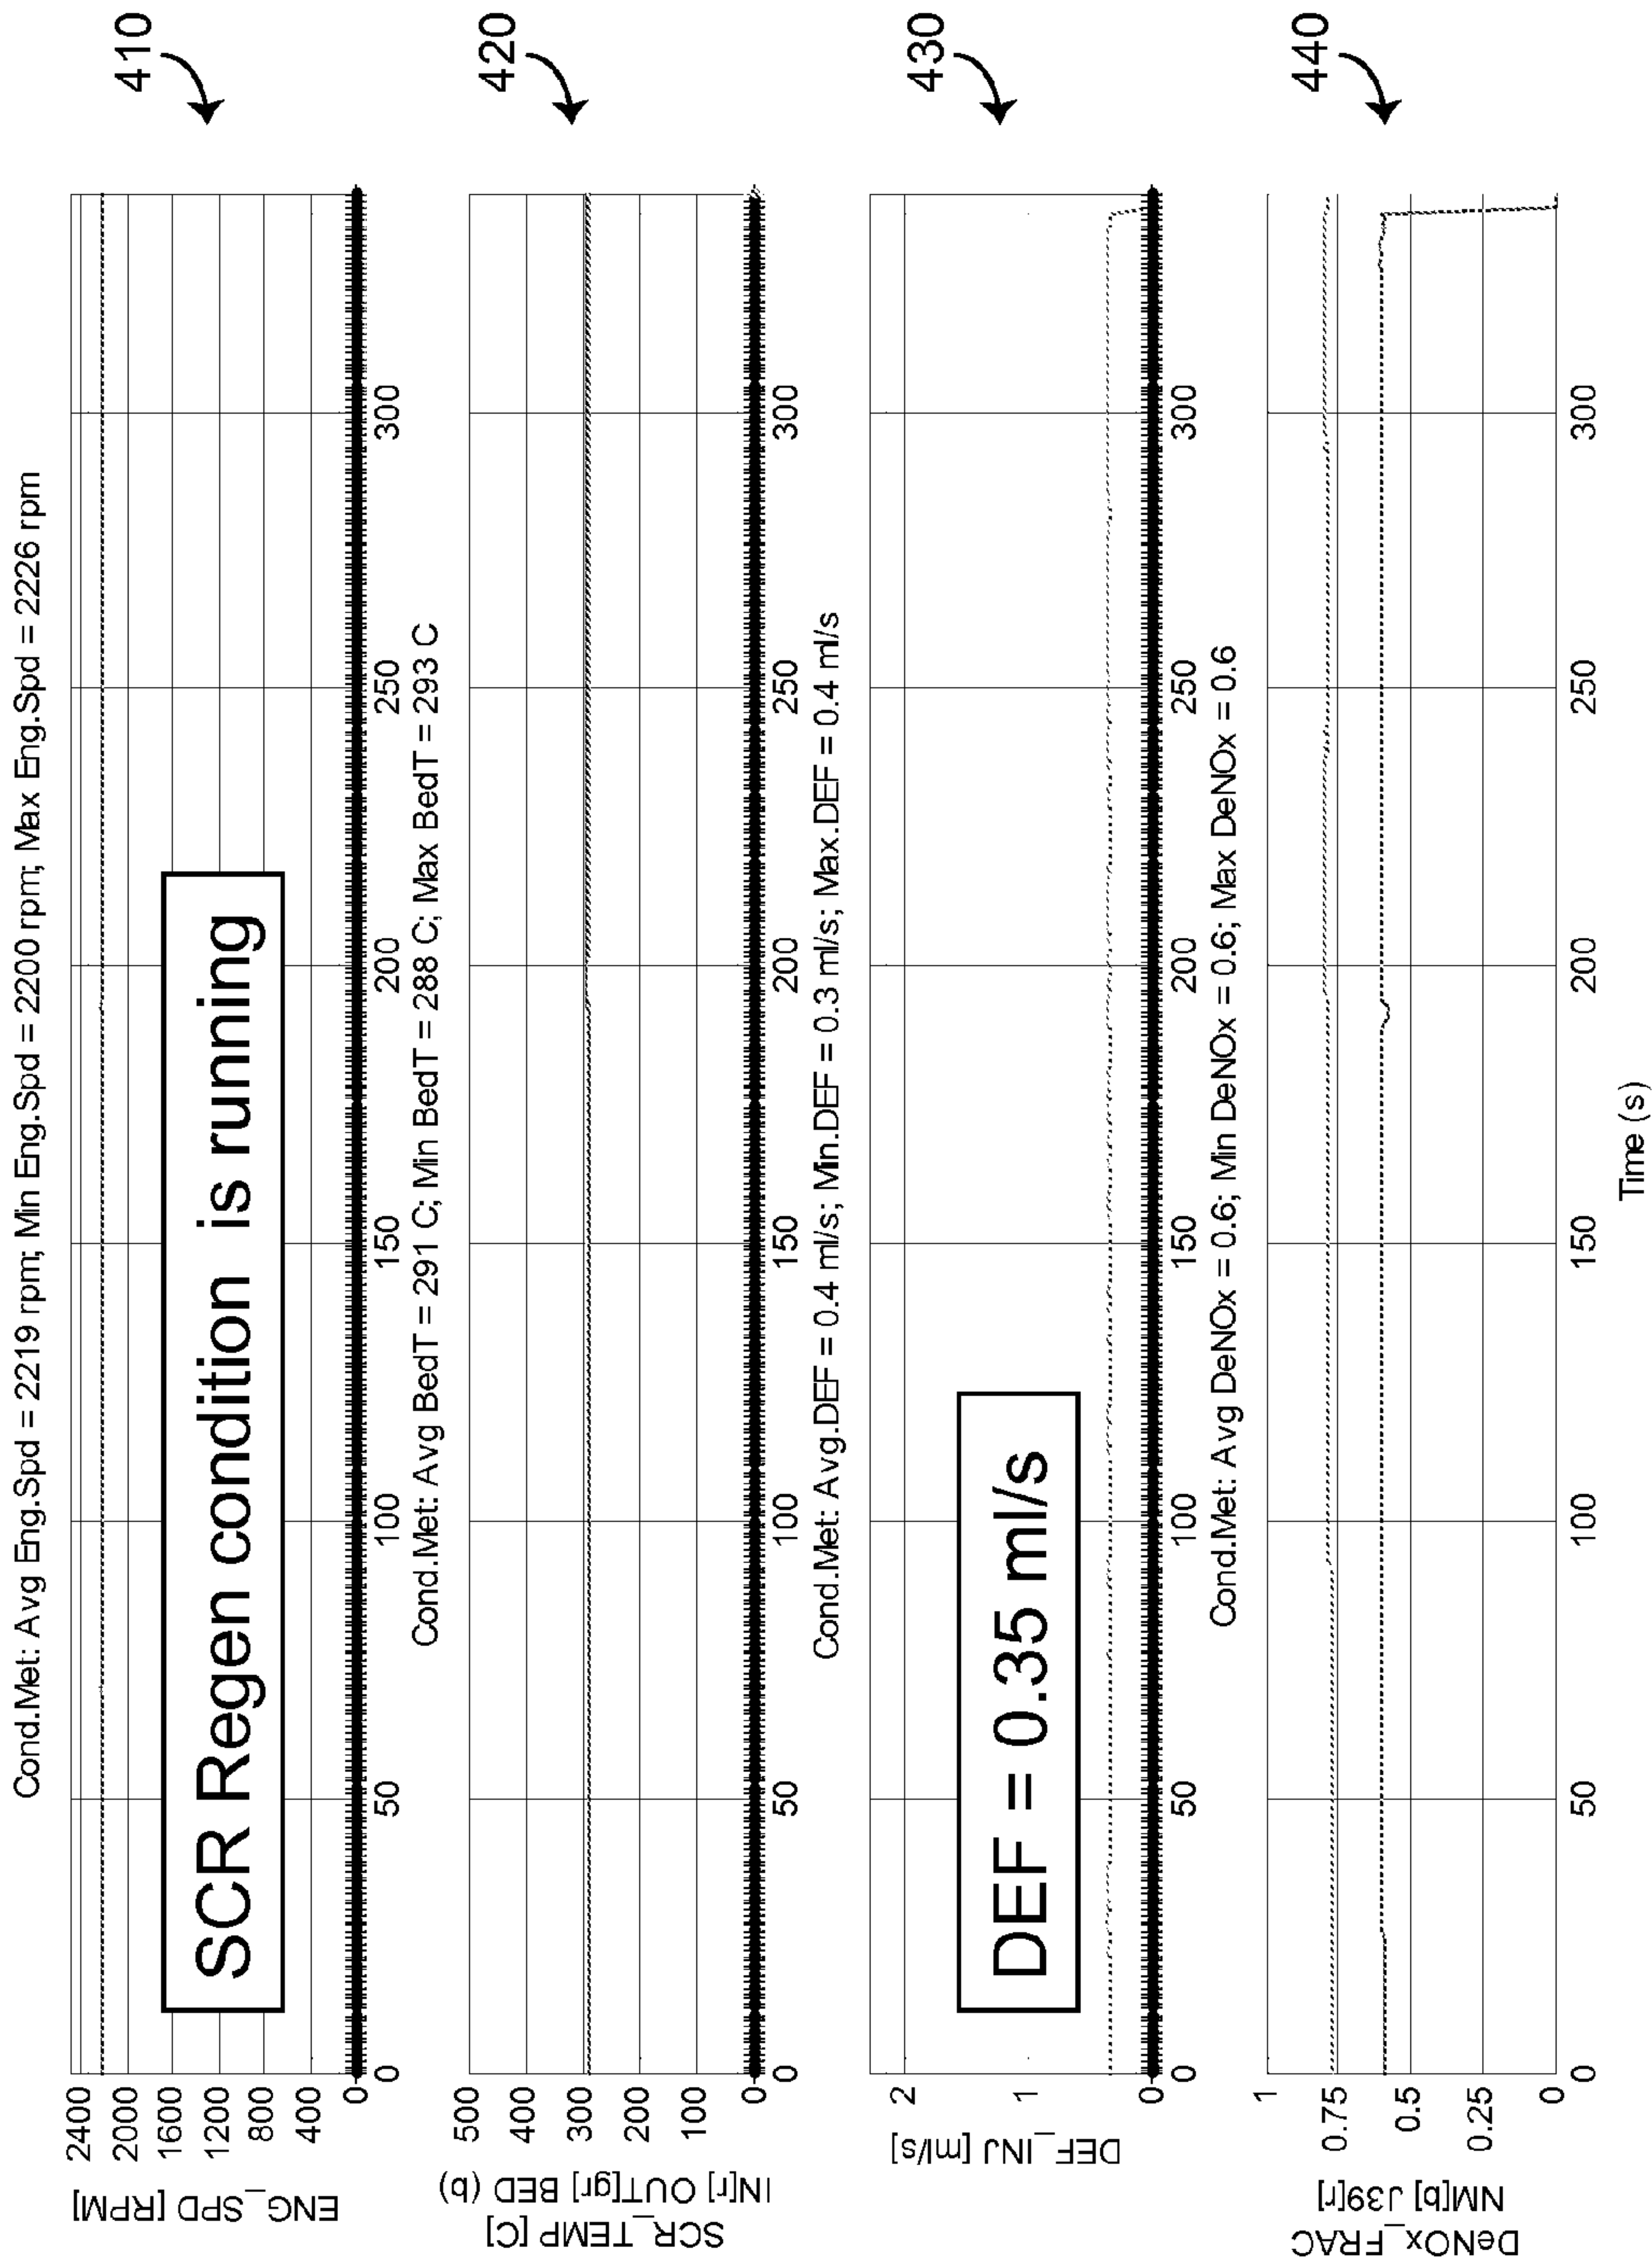 Cond.Met: Avg Eng.Spd = 2219 rpm; Min Eng.Spd = 2200 rpm; Max Eng.Spd = 2226 rpm
410
ENG_SPD [RPM]
2400
2000
1600
1200
800
400
0
SCR Regen condition is running
0 50 100 150 200 250 300
Cond.Met: Avg BedT = 291 C; Min BedT = 288 C; Max BedT = 293 C
420
SCR_TEMP [C]
IN[r] OUT[gr] BED (b)
500
400
300
200
100
0
0 50 100 150 200 250 300
Cond.Met: Avg.DEF = 0.4 ml/s; Min.DEF = 0.3 ml/s; Max.DEF = 0.4 ml/s
430
DEF_INJ [ml/s]
2
1
0
DEF = 0.35 ml/s
0 50 100 150 200 250 300
Cond.Met: Avg DeNOx = 0.6; Min DeNOx = 0.6; Max DeNOx = 0.6
440
DeNOx_FRAC
NM[b] J39[r]
1
0.75
0.5
0.25
0
0 50 100 150 200 250 300
Time (s)